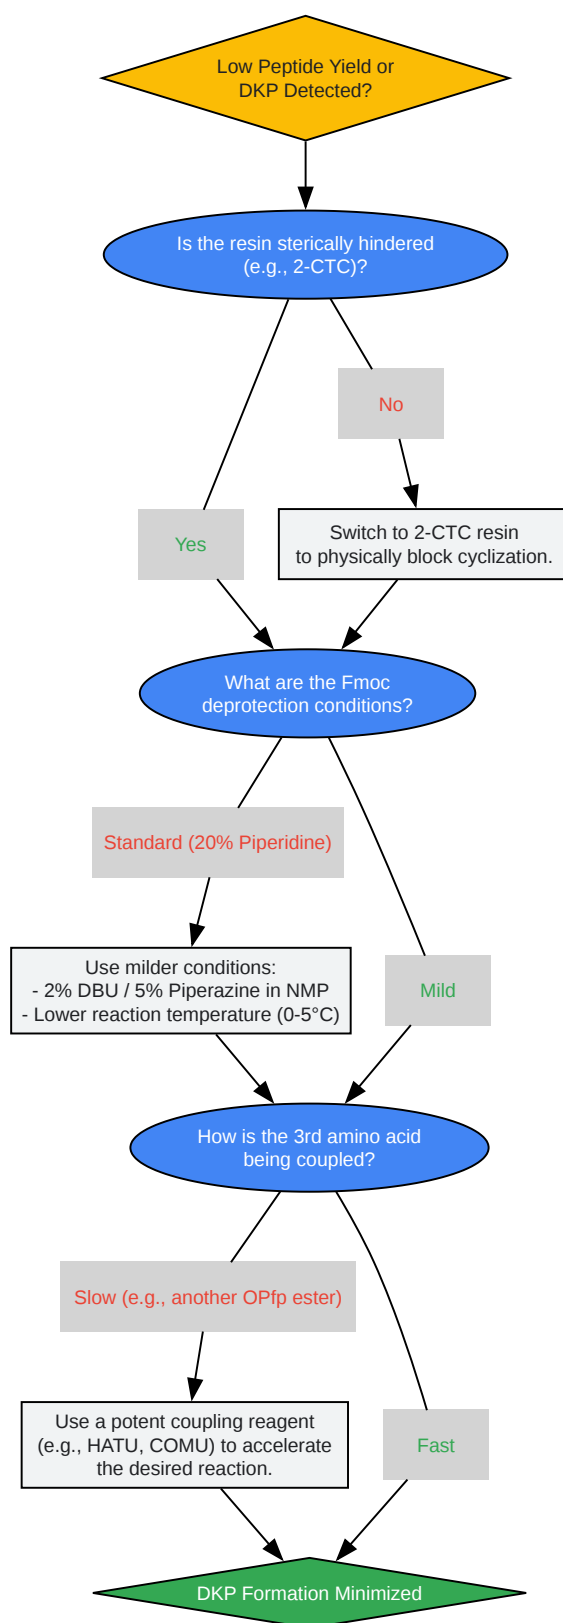 Low Peptide Yield or
DKP Detected?
Is the resin sterically hindered
(e.g., 2-CTC)?
No
Yes
Switch to 2-CTC resin
to physically block cyclization.
What are the Fmoc
deprotection conditions?
Standard (20% Piperidine)
Use milder conditions:
- 2% DBU / 5% Piperazine in NMP
- Lower reaction temperature (0-5°C)
Mild
How is the 3rd amino acid
being coupled?
Slow (e.g., another OPfp ester)
Use a potent coupling reagent
(e.g., HATU, COMU) to accelerate
the desired reaction.
Fast
DKP Formation Minimized